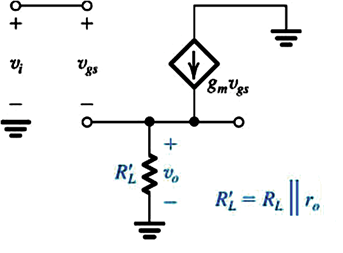 + +
v_i v_gs
− −
g_m v_gs
+
R'_L v_o
−
R'_L = R_L || r_o